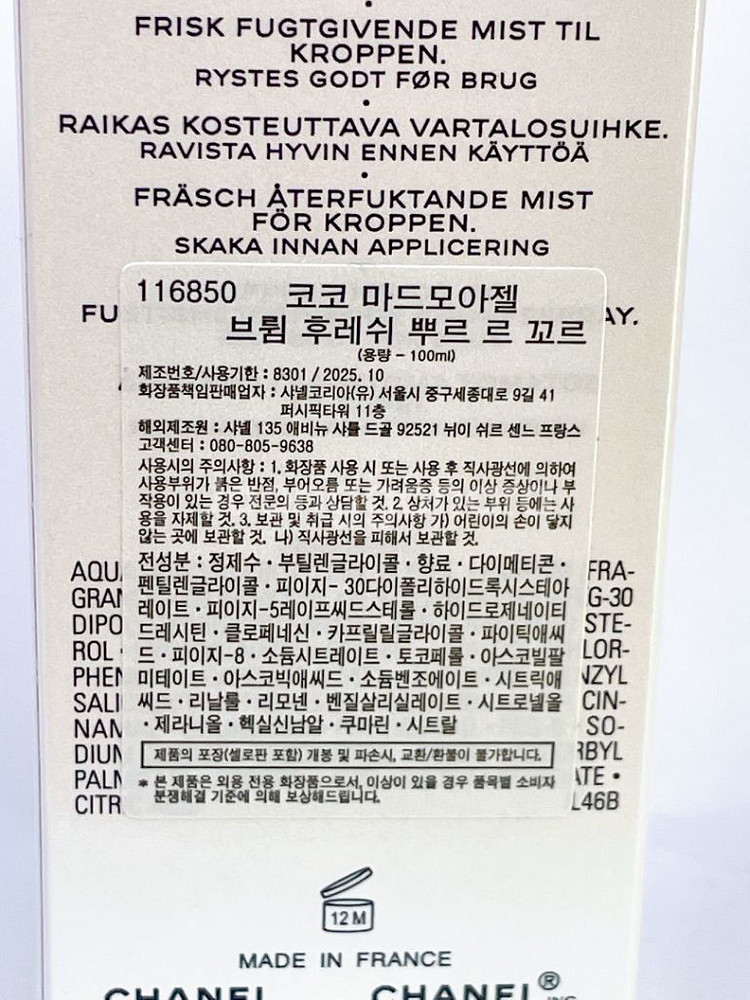 FRISK FUGTGIVENDE MIST TIL
KROPPEN.
RYSTES GODT FØR BRUG
•
RAIKAS KOSTEUTTAVA VARTALOSUIHKE.
RAVISTA HYVIN ENNEN KÄYTTÖÄ
•
FRÄSCH ÅTERFUKTANDE MIST
FÖR KROPPEN.
SKAKA INNAN APPLICERING
116850 코코 마드모아젤
브륌 후레쉬 뿌르 르 꼬르
(용량 - 100ml)
제조번호/사용기한 : 8301 / 2025. 10
화장품책임판매업자 : 샤넬코리아(유) 서울시 중구세종대로 9길 41
퍼시픽타워 11층
해외제조원 : 샤넬 135 애비뉴 샤를 드골 92521 뉘이 쉬르 센느 프랑스
고객센터 : 080-805-9638
사용시의 주의사항 : 1. 화장품 사용 시 또는 사용 후 직사광선에 의하여
사용부위가 붉은 반점, 부어오름 또는 가려움증 등의 이상 증상이나 부
작용이 있는 경우 전문의 등과 상담할 것. 2. 상처가 있는 부위 등에는 사
용을 자제할 것. 3. 보관 및 취급 시의 주의사항 가) 어린이의 손이 닿지
않는 곳에 보관할 것. 나) 직사광선을 피해서 보관할 것.
전성분 : 정제수 · 부틸렌글라이콜 · 향료 · 다이메티콘 ·
펜틸렌글라이콜 · 피이지- 30다이폴리하이드록시스테아
레이트 · 피이지-5레이프씨드스테롤 · 하이드로제네이티
드레시틴 · 클로페네신 · 카프릴릴글라이콜 · 파이틱애씨
드 · 피이지-8 · 소듐시트레이트 · 토코페롤 · 아스코빌팔
미테이트 · 아스코빅애씨드 · 소듐벤조에이트 · 시트릭애
씨드 · 리날룰 · 리모넨 · 벤질살리실레이트 · 시트로넬올
· 제라니올 · 헥실신남알 · 쿠마린 · 시트랄
제품의 포장(셀로판 포함) 개봉 및 파손시, 교환/환불이 불가합니다.
* 본 제품은 외용 전용 화장품으로서, 이상이 있을 경우 품목별 소비자
분쟁해결 기준에 의해 보상해드립니다.
12 M
MADE IN FRANCE
CHANEL CHANEL®